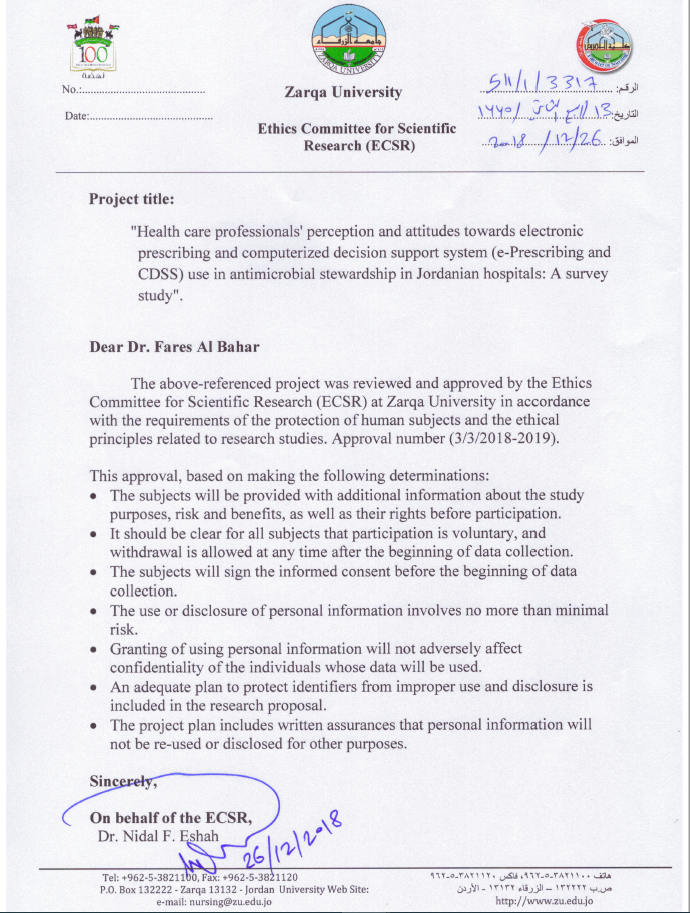 100
No.:
Date:
جامعة الزرقاء
ZARQA UNIVERSITY
Zarqa University
Ethics Committee for Scientific
Research (ECSR)
الرقم: 511/1/3317
التاريخ: 13 / /1440
الموافق: 2018/12/26
Project title:
"Health care professionals' perception and attitudes towards electronic
prescribing and computerized decision support system (e-Prescribing and
CDSS) use in antimicrobial stewardship in Jordanian hospitals: A survey
study".
Dear Dr. Fares Al Bahar
The above-referenced project was reviewed and approved by the Ethics
Committee for Scientific Research (ECSR) at Zarqa University in accordance
with the requirements of the protection of human subjects and the ethical
principles related to research studies. Approval number (3/3/2018-2019).
This approval, based on making the following determinations:
• The subjects will be provided with additional information about the study
purposes, risk and benefits, as well as their rights before participation.
• It should be clear for all subjects that participation is voluntary, and
withdrawal is allowed at any time after the beginning of data collection.
• The subjects will sign the informed consent before the beginning of data
collection.
• The use or disclosure of personal information involves no more than minimal
risk.
• Granting of using personal information will not adversely affect
confidentiality of the individuals whose data will be used.
• An adequate plan to protect identifiers from improper use and disclosure is
included in the research proposal.
• The project plan includes written assurances that personal information will
not be re-used or disclosed for other purposes.
Sincerely,
On behalf of the ECSR,
Dr. Nidal F. Eshah
26/12/2018
Tel: +962-5-3821100, Fax: +962-5-3821120
P.O. Box 132222 - Zarqa 13132 - Jordan University Web Site:
e-mail: nursing@zu.edu.jo
هاتف ٣٨٢١١٠٠-٥-٩٦٢، فاكس ٣٨٢١١٢٠-٥-٩٦٢
ص.ب ١٣٢٢٢٢ – الزرقاء ١٣١٣٢ - الأردن
http://www.zu.edu.jo